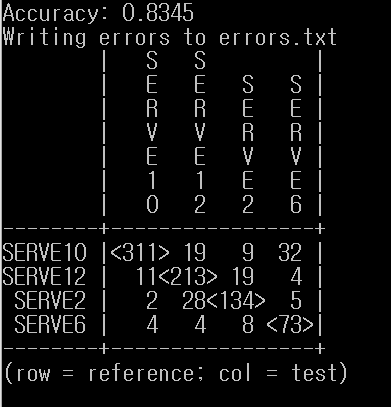 Accuracy: 0.8345
Writing errors to errors.txt
         |   S   S         |
         |   E   E   S   S |
         |   R   R   E   E |
         |   V   V   R   R |
         |   E   E   V   V |
         |   1   1   E   E |
         |   0   2   2   6 |
---------+-----------------+
SERVE10 |<311> 19   9  32 |
SERVE12 |  11<213> 19   4 |
 SERVE2 |   2  28<134>  5 |
 SERVE6 |   4   4   8 <73>|
---------+-----------------+
(row = reference; col = test)